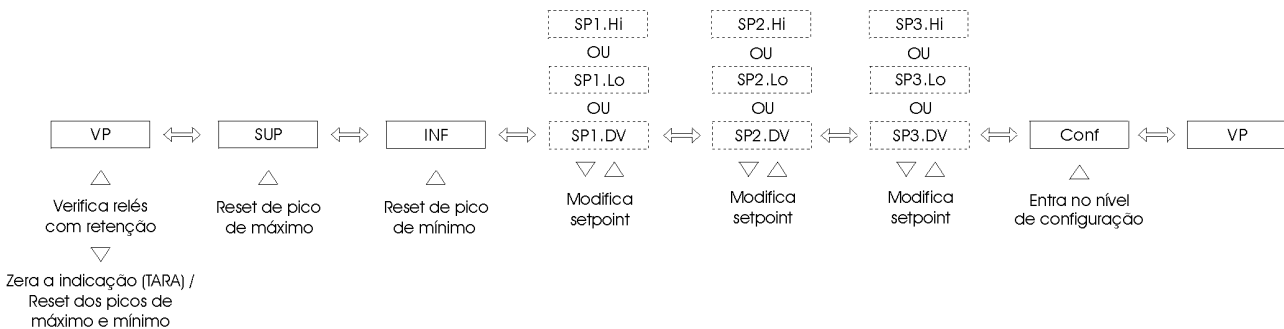 SP1.Hi
SP2.Hi
SP3.Hi
OU
OU
OU
SP1.Lo
SP2.Lo
SP3.Lo
OU
OU
OU
VP
SUP
INF
SP1.DV
SP2.DV
SP3.DV
Conf
VP
Verifica relés
com retenção
Reset de pico
de máximo
Reset de pico
de mínimo
Modifica
setpoint
Modifica
setpoint
Modifica
setpoint
Entra no nível
de configuração
Zera a indicação (TARA) /
Reset dos picos de
máximo e mínimo